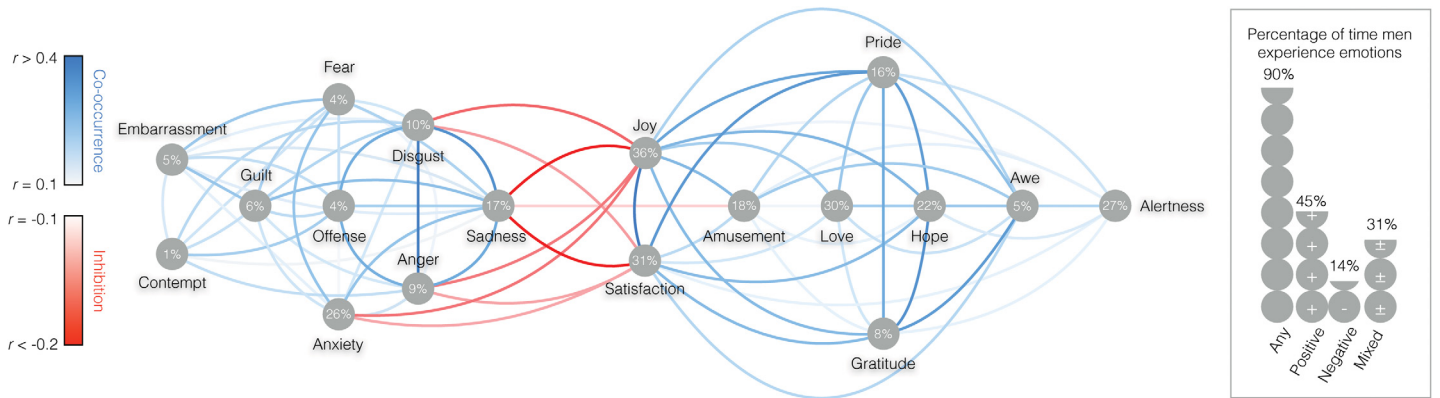 r > 0.4
Co-occurrence
r = 0.1
r = -0.1
Inhibition
r < -0.2
Embarrassment
5%
Contempt
1%
Guilt
6%
Fear
4%
Offense
4%
Anxiety
26%
Disgust
10%
Anger
9%
Sadness
17%
Joy
36%
Satisfaction
31%
Amusement
18%
Love
30%
Pride
16%
Hope
22%
Gratitude
8%
Awe
5%
Alertness
27%
Percentage of time men
experience emotions
90%
45%
14%
31%
+
+
+
+
-
±
±
±
Any
Positive
Negative
Mixed